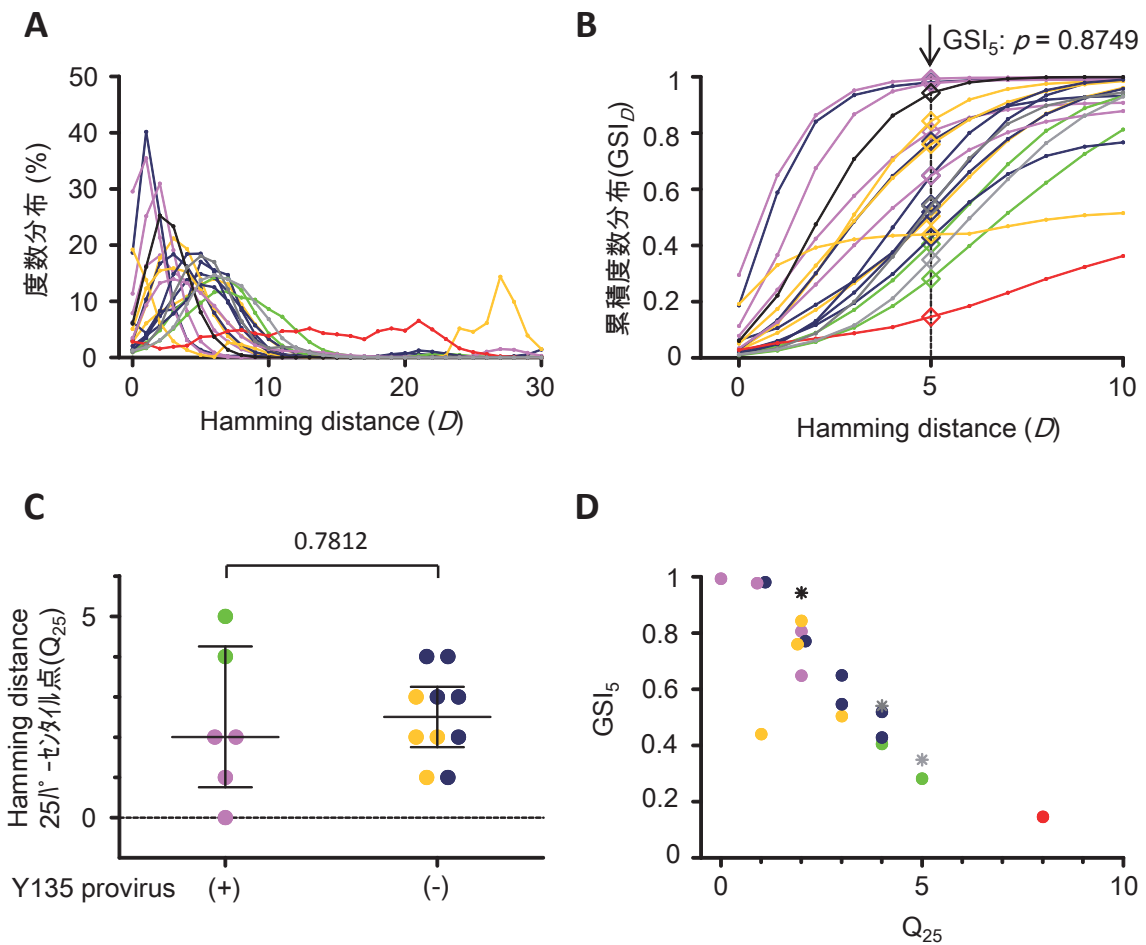 A
50
40
30
20
10
0
度数分布 (%)
0 10 20 30
Hamming distance (D)
B
GSI5: p = 0.8749
1
0.8
0.6
0.4
0.2
0
累積度数分布(GSID)
0 5 10
Hamming distance (D)
C
0.7812
5
0
Hamming distance
25パーセンタイル点(Q25)
Y135 provirus (+) (-)
D
1
0.8
0.6
0.4
0.2
0
GSI5
0 5 10
Q25